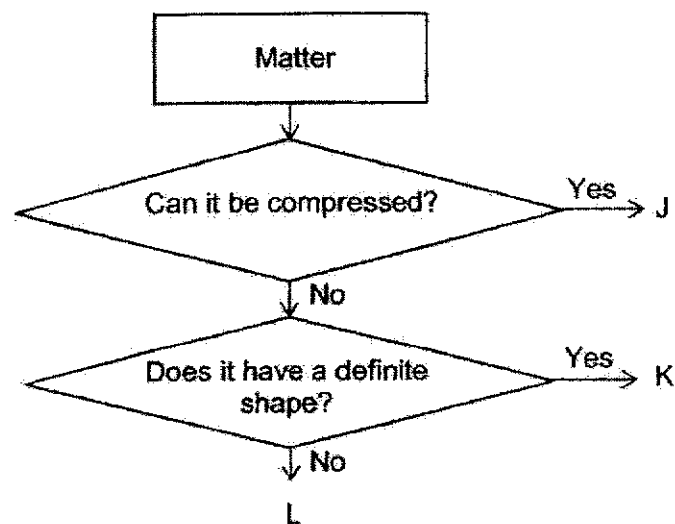 Matter
Can it be compressed?
Yes
J
No
Does it have a definite
shape?
Yes
K
No
L